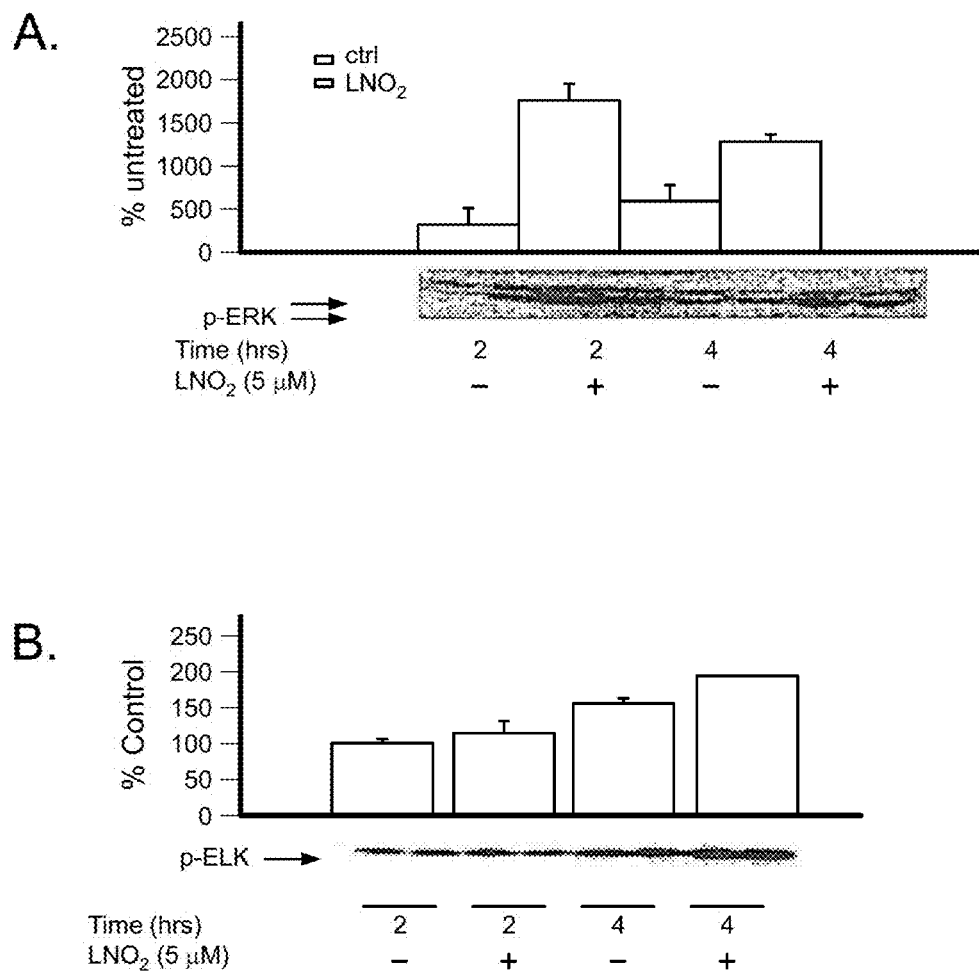 A.
% untreated
2500
2000
1500
1000
500
0
ctrl
LNO₂
p-ERK
Time (hrs) 2 2 4 4
LNO₂ (5 µM) – + – +
B.
% Control
250
200
150
100
50
0
p-ELK
Time (hrs) 2 2 4 4
LNO₂ (5 µM) – + – +